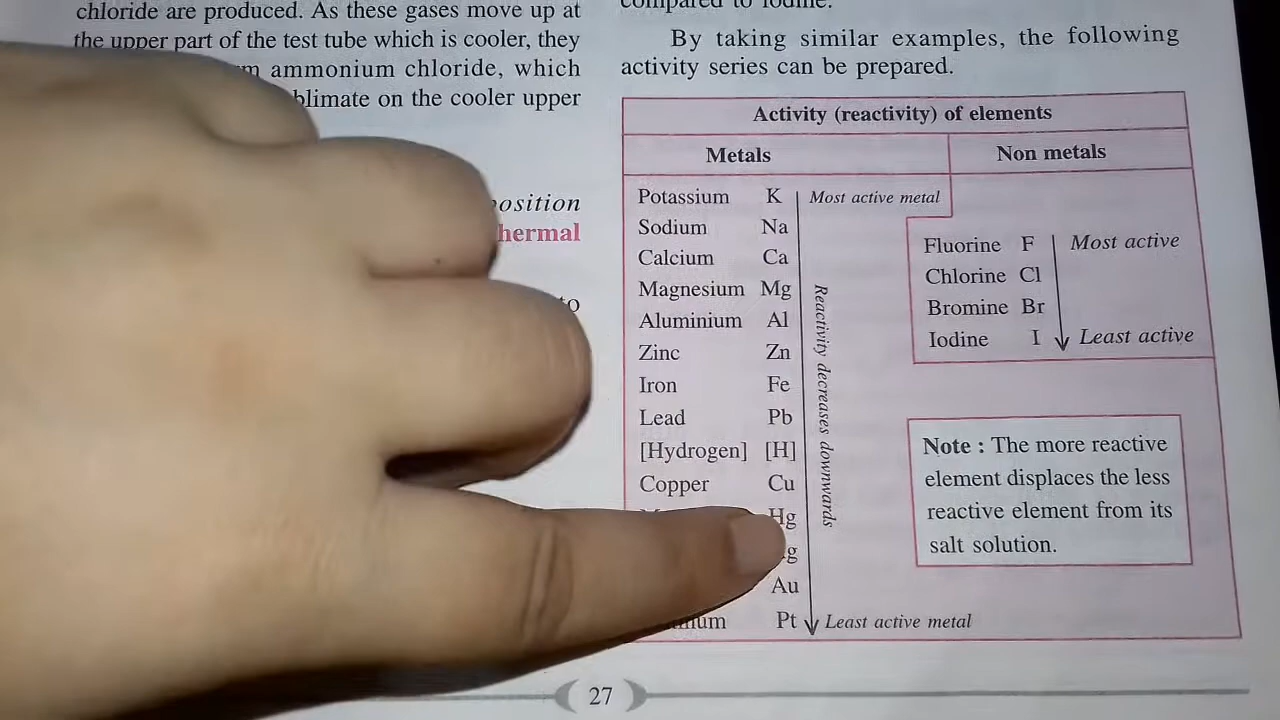 chloride are produced. As these gases move up at
the upper part of the test tube which is cooler, they
ammonium chloride, which
on the cooler upper
compared to iodine.
By taking similar examples, the following
activity series can be prepared.
Activity (reactivity) of elements
Metals
Non metals
Potassium K Most active metal
Sodium Na
Calcium Ca
Magnesium Mg
Aluminium Al
Zinc Zn
Iron Fe
Lead Pb
[Hydrogen] [H]
Copper Cu
Hg
Au
Pt Least active metal
Reactivity decreases downwards
Fluorine F Most active
Chlorine Cl
Bromine Br
Iodine I Least active
Note : The more reactive
element displaces the less
reactive element from its
salt solution.
27